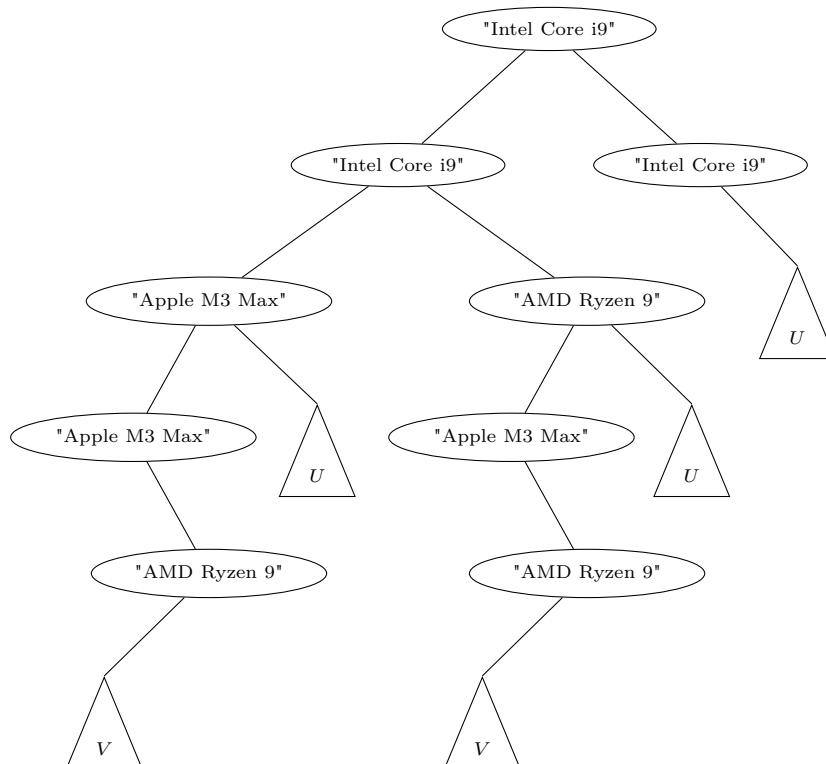 "Intel Core i9"
"Intel Core i9"
"Intel Core i9"
"Apple M3 Max"
"AMD Ryzen 9"
U
"Apple M3 Max"
U
"Apple M3 Max"
U
"AMD Ryzen 9"
"AMD Ryzen 9"
V
V